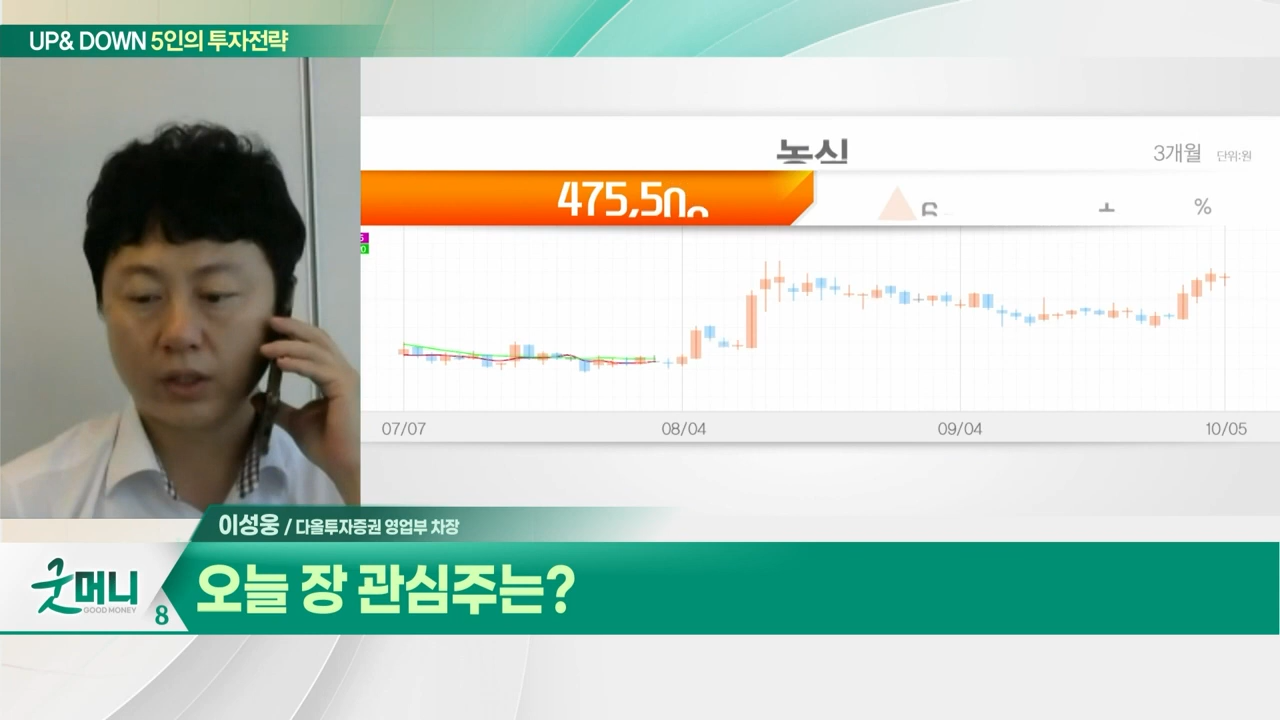 UP& DOWN 5인의 투자전략
농심
3개월 단위:원
%
07/07 08/04 09/04 10/05
이성웅 / 다올투자증권 영업부 차장
굿머니
GOOD MONEY
8
오늘 장 관심주는?